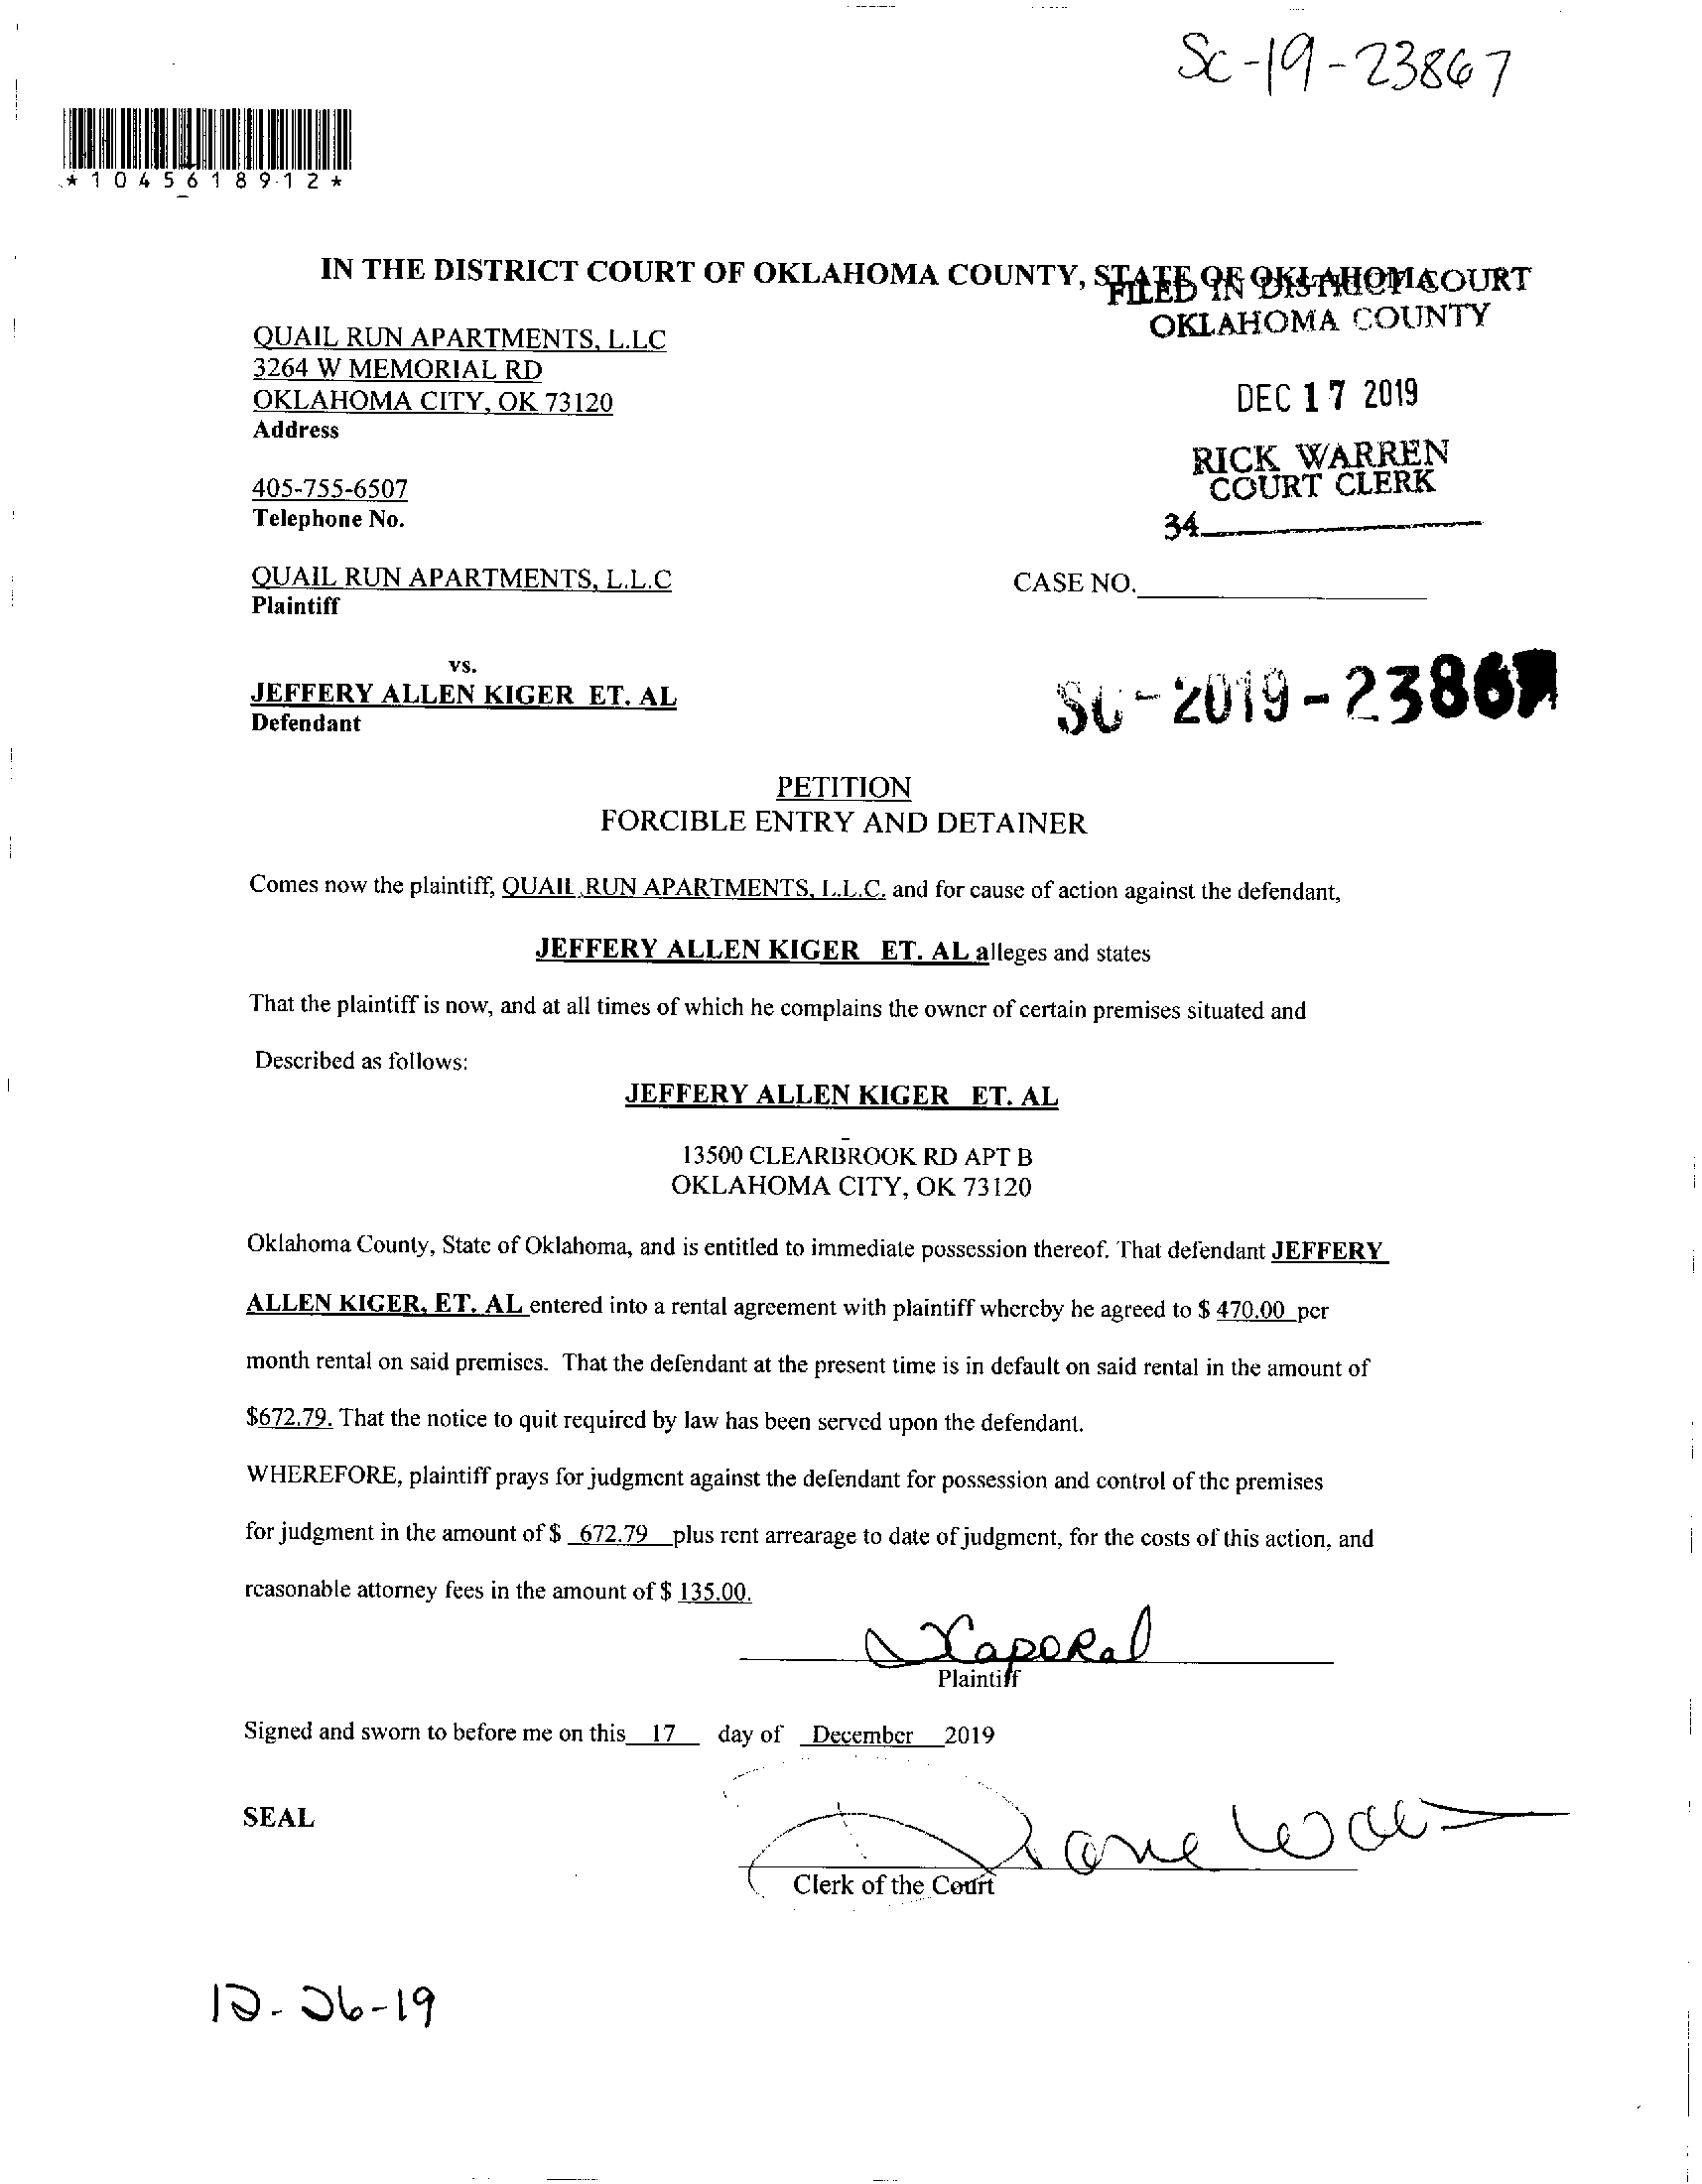 SC-19-23867
*1045618912*
IN THE DISTRICT COURT OF OKLAHOMA COUNTY, STATE OF OKLAHOMA
FILED IN DISTRICT COURT
OKLAHOMA COUNTY
QUAIL RUN APARTMENTS, L.LC
3264 W MEMORIAL RD
OKLAHOMA CITY, OK 73120
Address
DEC 17 2019
RICK WARREN
COURT CLERK
405-755-6507
Telephone No.
34
QUAIL RUN APARTMENTS, L.L.C
Plaintiff
CASE NO.
vs.
JEFFERY ALLEN KIGER ET. AL
Defendant
SC-2019-23867
PETITION
FORCIBLE ENTRY AND DETAINER
Comes now the plaintiff, QUAIL RUN APARTMENTS, L.L.C. and for cause of action against the defendant,
JEFFERY ALLEN KIGER ET. AL alleges and states
That the plaintiff is now, and at all times of which he complains the owner of certain premises situated and
Described as follows:
JEFFERY ALLEN KIGER ET. AL
13500 CLEARBROOK RD APT B
OKLAHOMA CITY, OK 73120
Oklahoma County, State of Oklahoma, and is entitled to immediate possession thereof. That defendant JEFFERY
ALLEN KIGER, ET. AL entered into a rental agreement with plaintiff whereby he agreed to $ 470.00 per
month rental on said premises. That the defendant at the present time is in default on said rental in the amount of
$672.79. That the notice to quit required by law has been served upon the defendant.
WHEREFORE, plaintiff prays for judgment against the defendant for possession and control of the premises
for judgment in the amount of $ 672.79 plus rent arrearage to date of judgment, for the costs of this action, and
reasonable attorney fees in the amount of $ 135.00.
Plaintiff
Signed and sworn to before me on this 17 day of December 2019
SEAL
Clerk of the Court
12-26-19